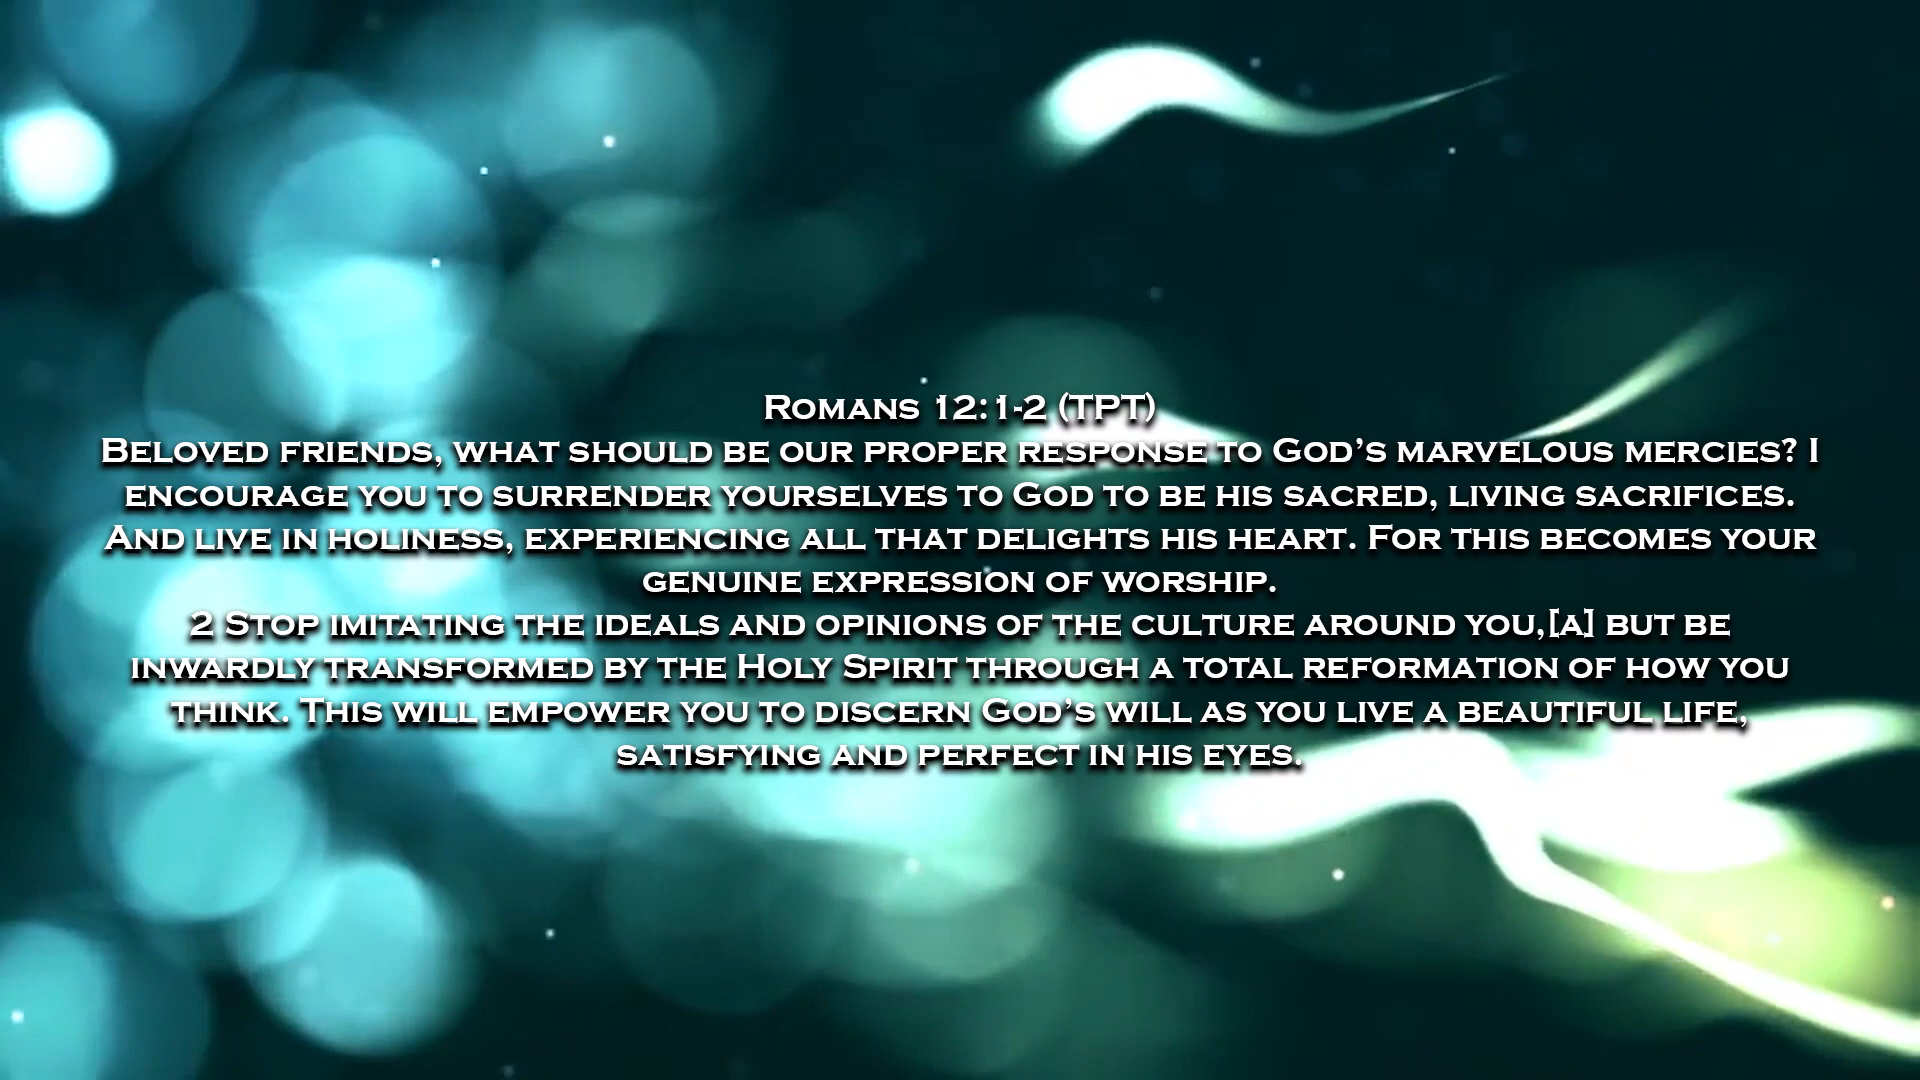 Romans 12:1-2 (TPT)
Beloved friends, what should be our proper response to God’s marvelous mercies? I
encourage you to surrender yourselves to God to be his sacred, living sacrifices.
And live in holiness, experiencing all that delights his heart. For this becomes your
genuine expression of worship.
2 Stop imitating the ideals and opinions of the culture around you,[a] but be
inwardly transformed by the Holy Spirit through a total reformation of how you
think. This will empower you to discern God’s will as you live a beautiful life,
satisfying and perfect in his eyes.